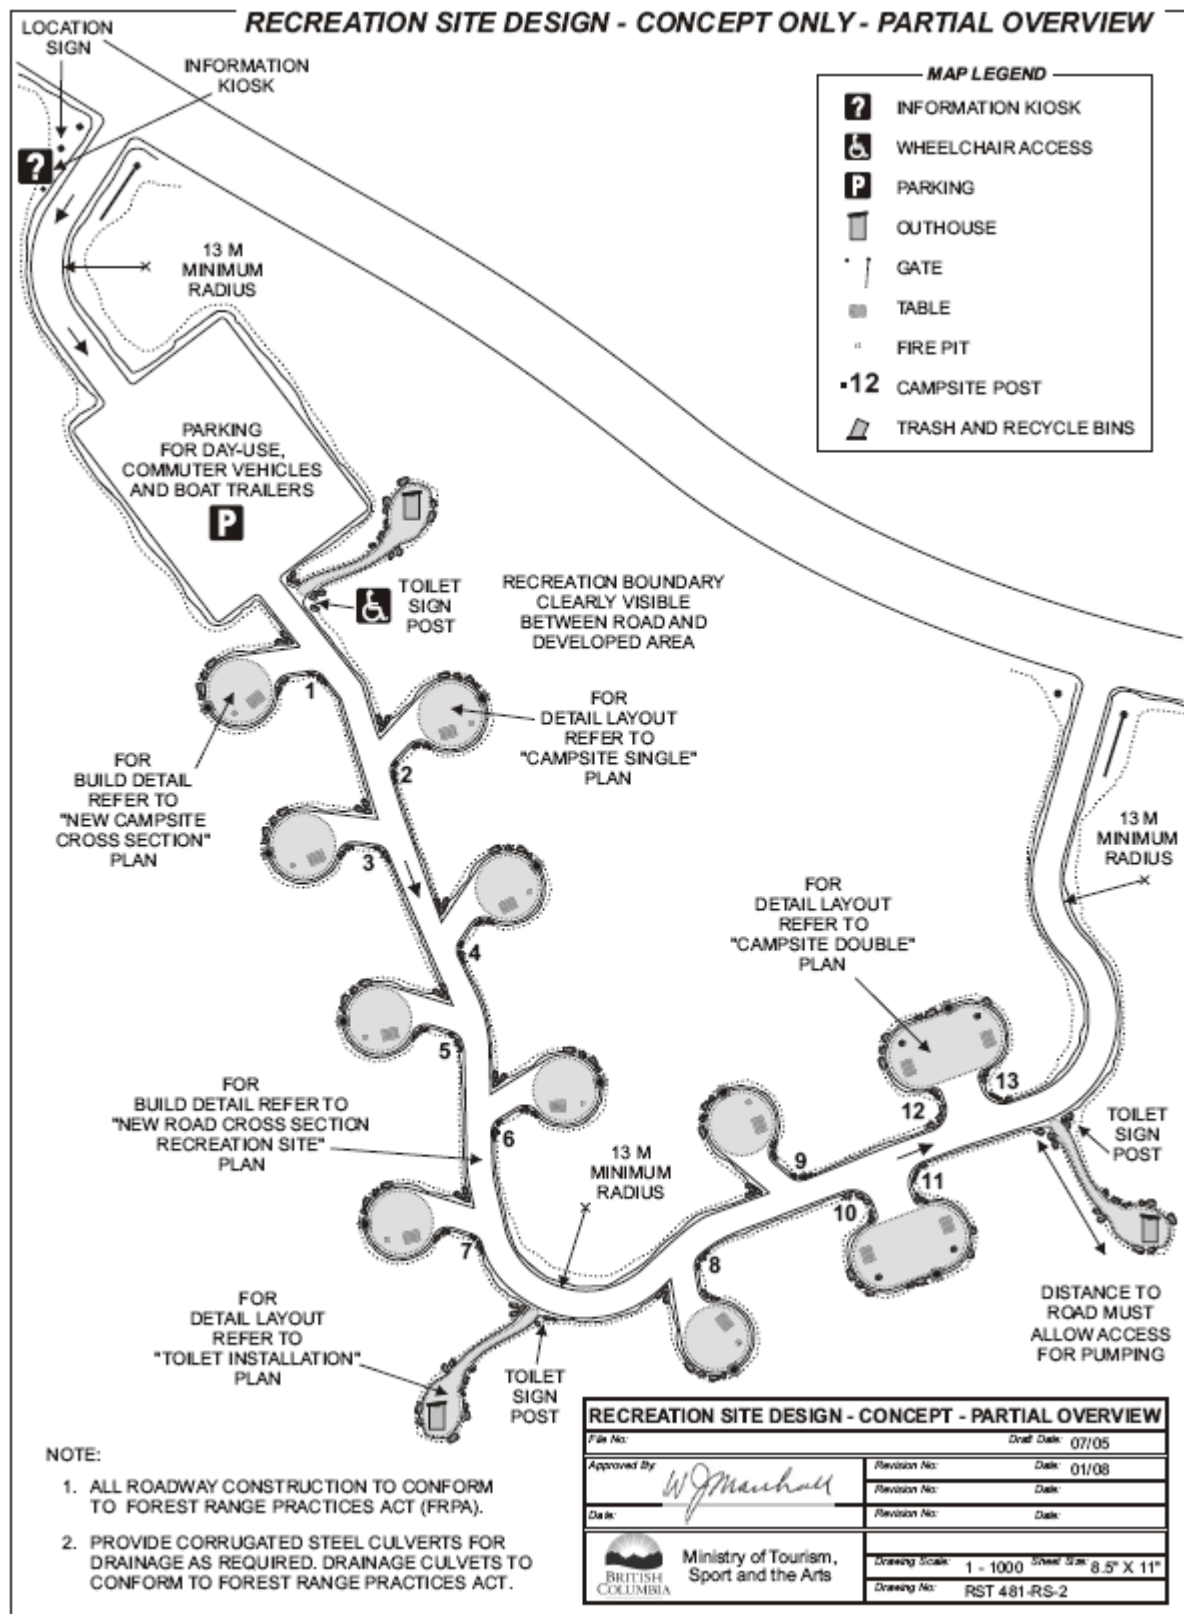 RECREATION SITE DESIGN - CONCEPT ONLY - PARTIAL OVERVIEW
LOCATION
SIGN
INFORMATION
KIOSK
?
13 M
MINIMUM
RADIUS
MAP LEGEND
? INFORMATION KIOSK
WHEELCHAIR ACCESS
P PARKING
OUTHOUSE
GATE
TABLE
FIRE PIT
12 CAMPSITE POST
TRASH AND RECYCLE BINS
PARKING
FOR DAY-USE,
COMMUTER VEHICLES
AND BOAT TRAILERS
P
TOILET
SIGN
POST
RECREATION BOUNDARY
CLEARLY VISIBLE
BETWEEN ROAD AND
DEVELOPED AREA
1
FOR
DETAIL LAYOUT
REFER TO
"CAMPSITE SINGLE"
PLAN
2
FOR
BUILD DETAIL
REFER TO
"NEW CAMPSITE
CROSS SECTION"
PLAN
3
13 M
MINIMUM
RADIUS
4
FOR
DETAIL LAYOUT
REFER TO
"CAMPSITE DOUBLE"
PLAN
5
FOR
BUILD DETAIL REFER TO
"NEW ROAD CROSS SECTION
RECREATION SITE"
PLAN
6
13 M
MINIMUM
RADIUS
9
12
13
TOILET
SIGN
POST
11
10
7
8
FOR
DETAIL LAYOUT
REFER TO
"TOILET INSTALLATION"
PLAN
TOILET
SIGN
POST
DISTANCE TO
ROAD MUST
ALLOW ACCESS
FOR PUMPING
NOTE:
1. ALL ROADWAY CONSTRUCTION TO CONFORM
TO FOREST RANGE PRACTICES ACT (FRPA).
2. PROVIDE CORRUGATED STEEL CULVERTS FOR
DRAINAGE AS REQUIRED. DRAINAGE CULVETS TO
CONFORM TO FOREST RANGE PRACTICES ACT.
RECREATION SITE DESIGN - CONCEPT - PARTIAL OVERVIEW
File No: Draft Date: 07/05
Approved By: W J Marshall
Revision No: Date: 01/08
Revision No: Date:
Date: Revision No: Date:
BRITISH
COLUMBIA
Ministry of Tourism,
Sport and the Arts
Drawing Scale: 1 - 1000 Sheet Size: 8.5" X 11"
Drawing No: RST 481-RS-2